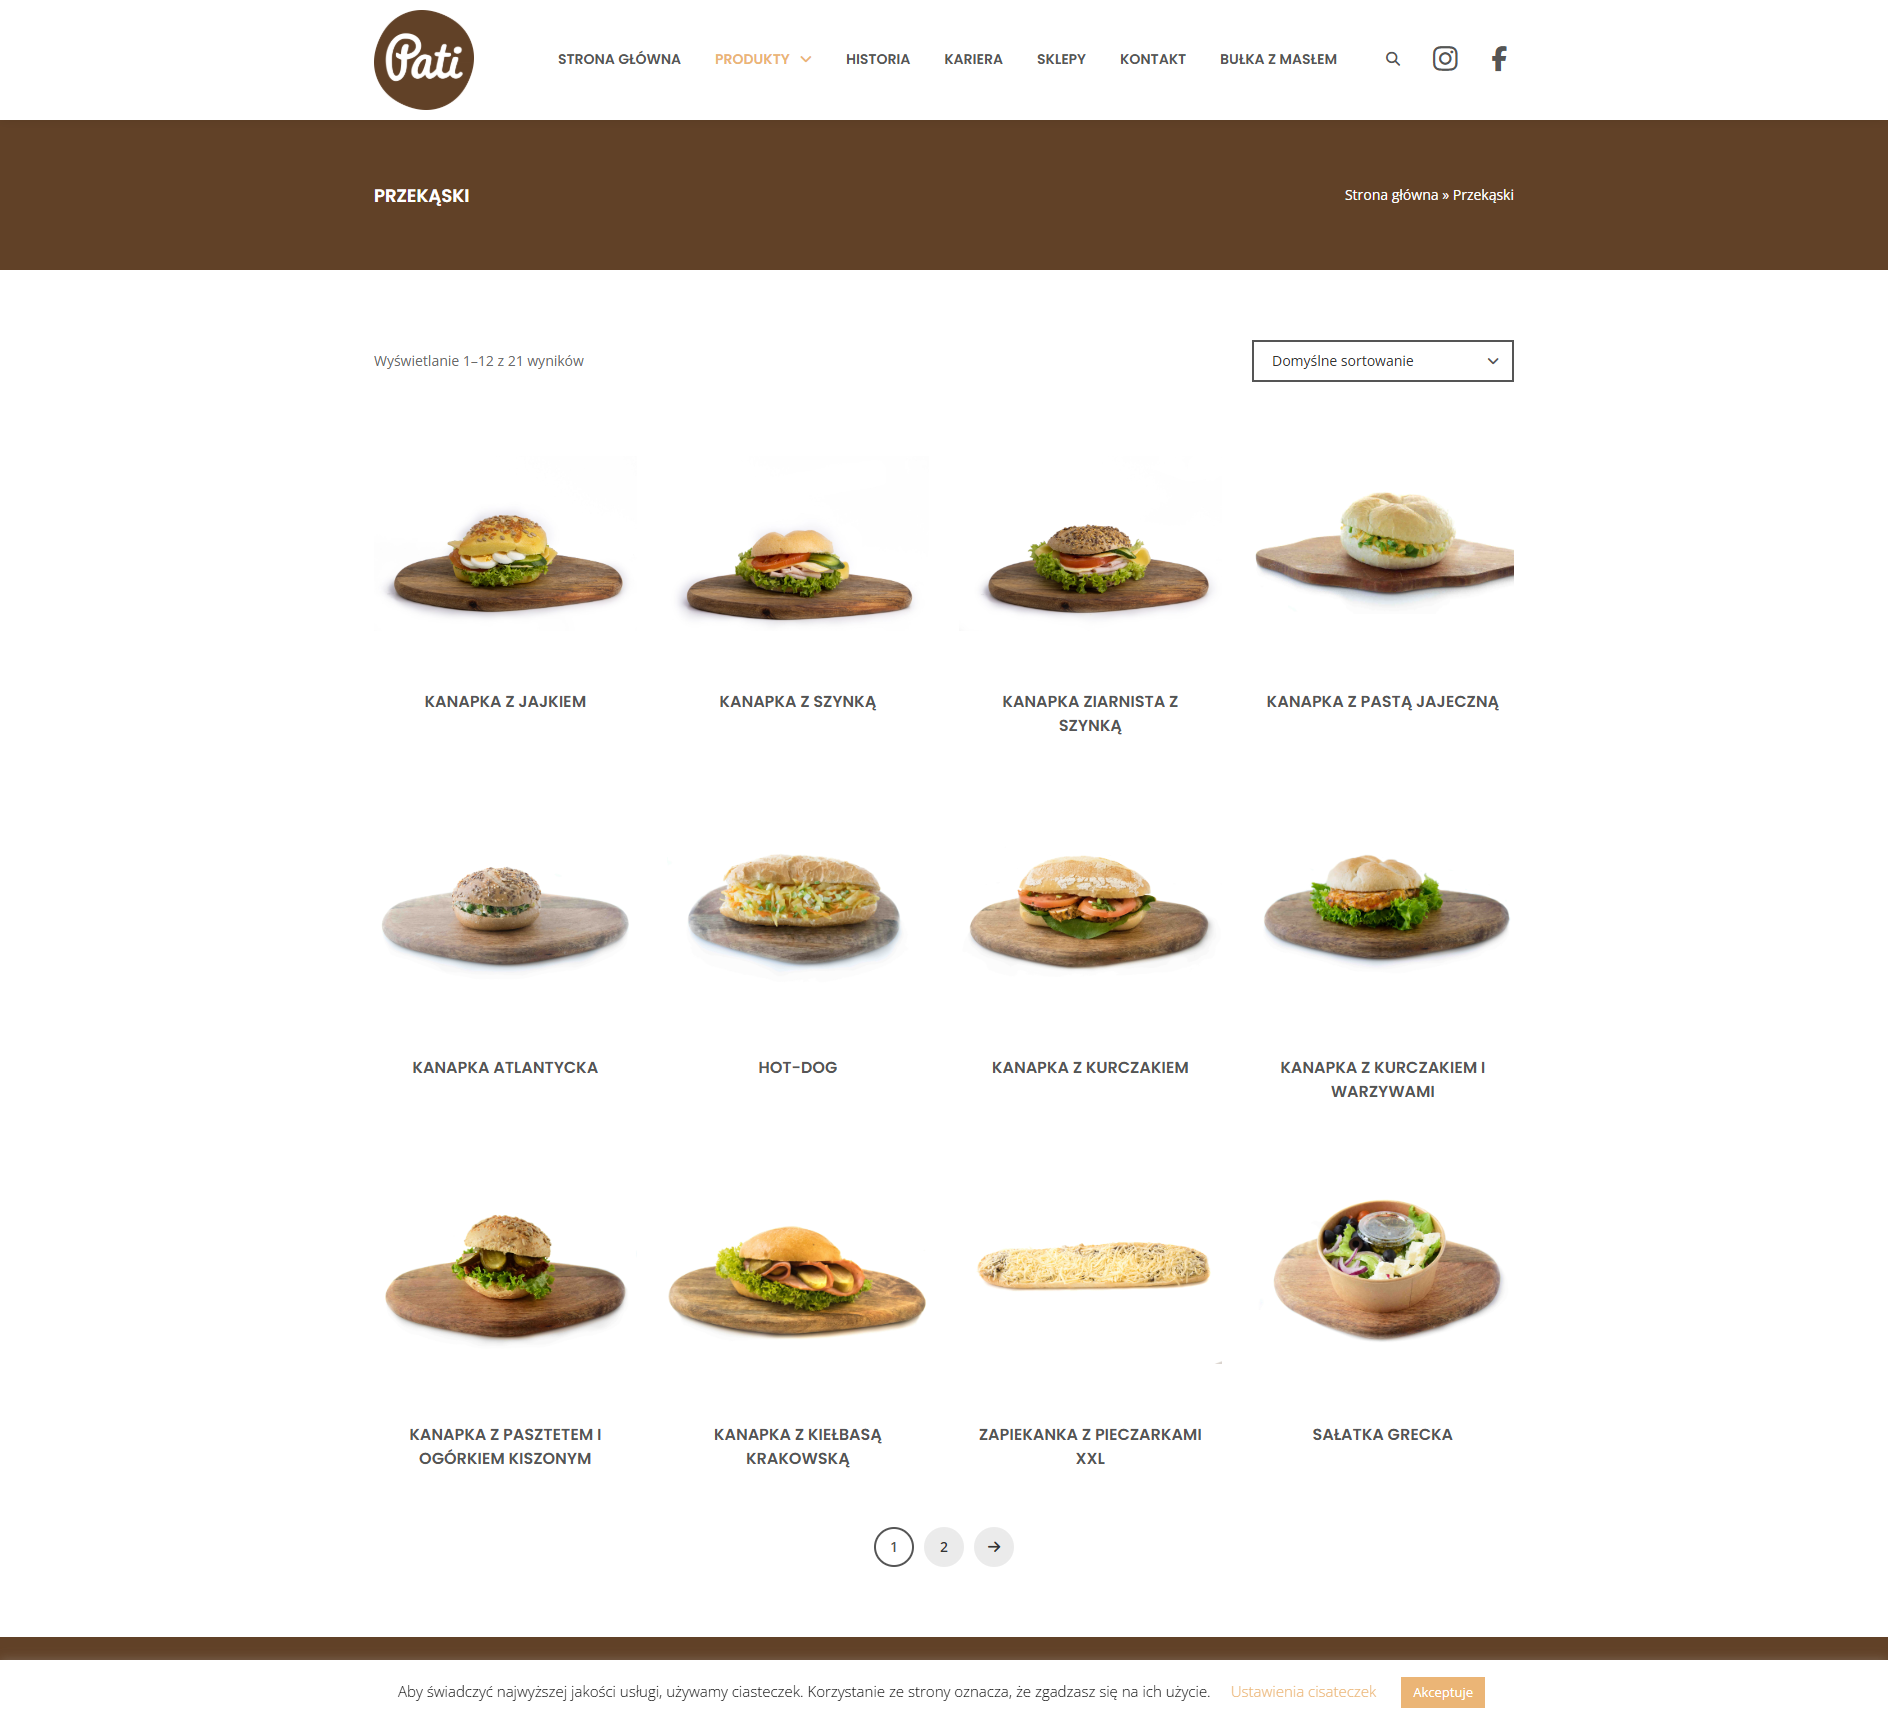 Pati
STRONA GŁÓWNA PRODUKTY HISTORIA KARIERA SKLEPY KONTAKT BUŁKA Z MASŁEM
PRZEKĄSKI
Strona główna » Przekąski
Wyświetlanie 1–12 z 21 wyników
Domyślne sortowanie
KANAPKA Z JAJKIEM
KANAPKA Z SZYNKĄ
KANAPKA ZIARNISTA Z
SZYNKĄ
KANAPKA Z PASTĄ JAJECZNĄ
KANAPKA ATLANTYCKA
HOT-DOG
KANAPKA Z KURCZAKIEM
KANAPKA Z KURCZAKIEM I
WARZYWAMI
KANAPKA Z PASZTETEM I
OGÓRKIEM KISZONYM
KANAPKA Z KIEŁBASĄ
KRAKOWSKĄ
ZAPIEKANKA Z PIECZARKAMI
XXL
SAŁATKA GRECKA
1 2 →
Aby świadczyć najwyższej jakości usługi, używamy ciasteczek. Korzystanie ze strony oznacza, że zgadzasz się na ich użycie. Ustawienia cisateczek Akceptuje